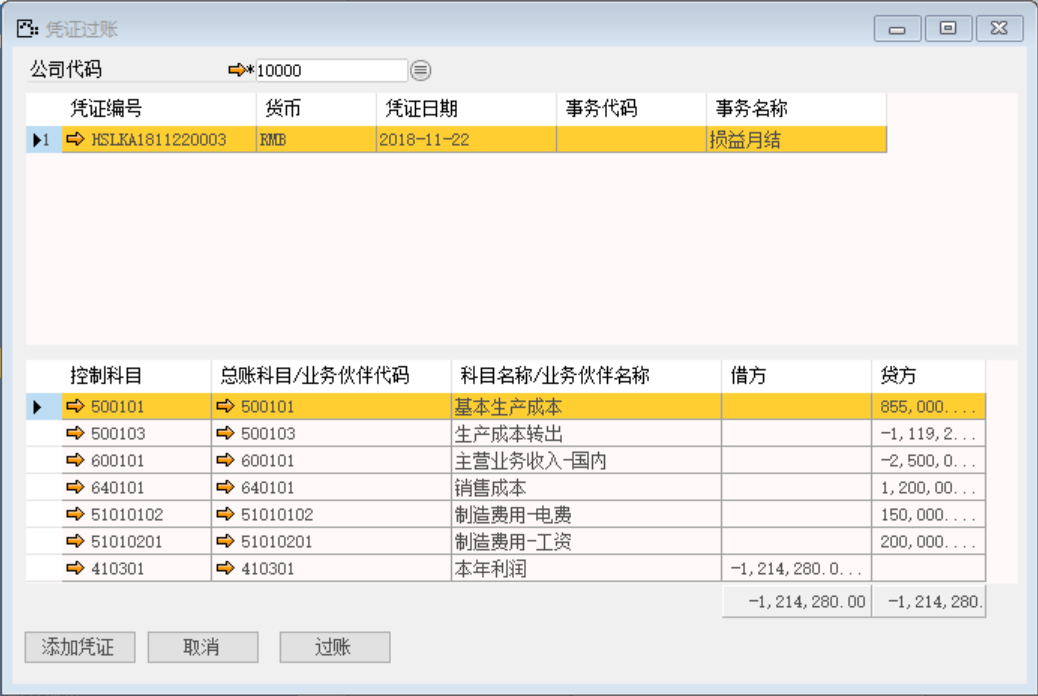 凭证过账
公司代码 *10000
凭证编号 货币 凭证日期 事务代码 事务名称
1 HSLKA1811220003 RMB 2018-11-22 损益月结
控制科目 总账科目/业务伙伴代码 科目名称/业务伙伴名称 借方 贷方
500101 500101 基本生产成本 855,000....
500103 500103 生产成本转出 -1,119,2...
600101 600101 主营业务收入-国内 -2,500,0...
640101 640101 销售成本 1,200,00...
51010102 51010102 制造费用-电费 150,000....
51010201 51010201 制造费用-工资 200,000....
410301 410301 本年利润 -1,214,280.0...
-1,214,280.00 -1,214,280.
添加凭证 取消 过账